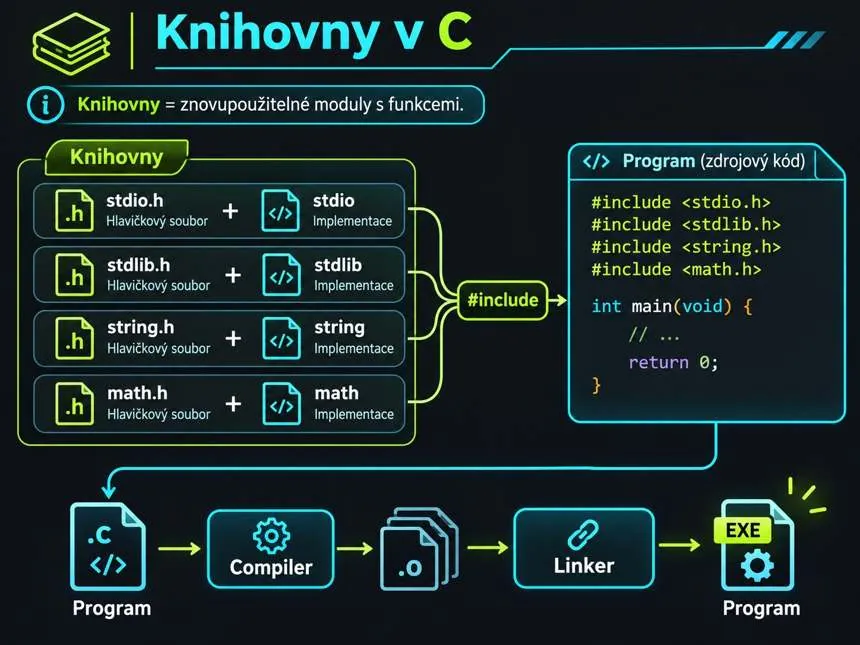 Knihovny v C
i
Knihovny = znovupoužitelné moduly s funkcemi.
Knihovny
.h
stdio.h
Hlavičkový soubor
+
</>
stdio
Implementace
.h
stdlib.h
Hlavičkový soubor
+
</>
stdlib
Implementace
.h
string.h
Hlavičkový soubor
+
</>
string
Implementace
.h
math.h
Hlavičkový soubor
+
</>
math
Implementace
#include
</> Program (zdrojový kód)
#include <stdio.h>
#include <stdlib.h>
#include <string.h>
#include <math.h>
int main(void) {
// ...
return 0;
}
.c
</>
Program
Compiler
.o
Linker
EXE
Program